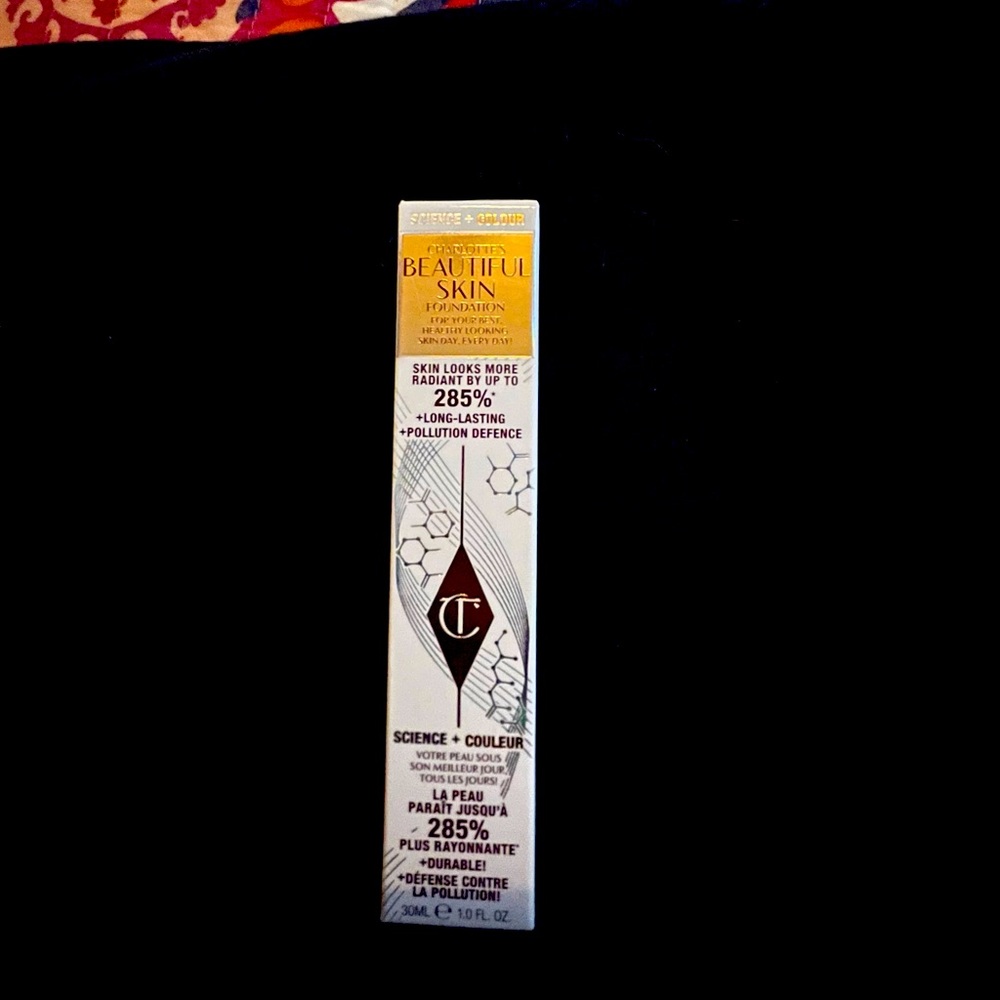 SCIENCE + COLOUR
CHARLOTTE'S
BEAUTIFUL
SKIN
FOUNDATION
FOR YOUR BEST,
HEALTHY LOOKING
SKIN DAY, EVERY DAY!
SKIN LOOKS MORE
RADIANT BY UP TO
285%*
+LONG-LASTING
+POLLUTION DEFENCE
CT
SCIENCE + COULEUR
VOTRE PEAU SOUS
SON MEILLEUR JOUR,
TOUS LES JOURS!
LA PEAU
PARAÎT JUSQU'À
285%
PLUS RAYONNANTE*
+DURABLE!
+DÉFENSE CONTRE
LA POLLUTION!
30ML e 1.0 FL. OZ.